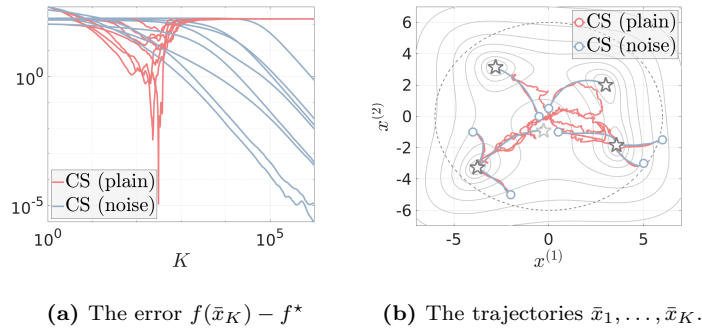 10^0
10^-5
CS (plain)
CS (noise)
10^0
10^5
K
6
4
2
0
-2
-4
-6
x^(2)
CS (plain)
CS (noise)
-5
0
5
x^(1)
(a) The error f(x̄_K) − f*
(b) The trajectories x̄_1, . . . , x̄_K.